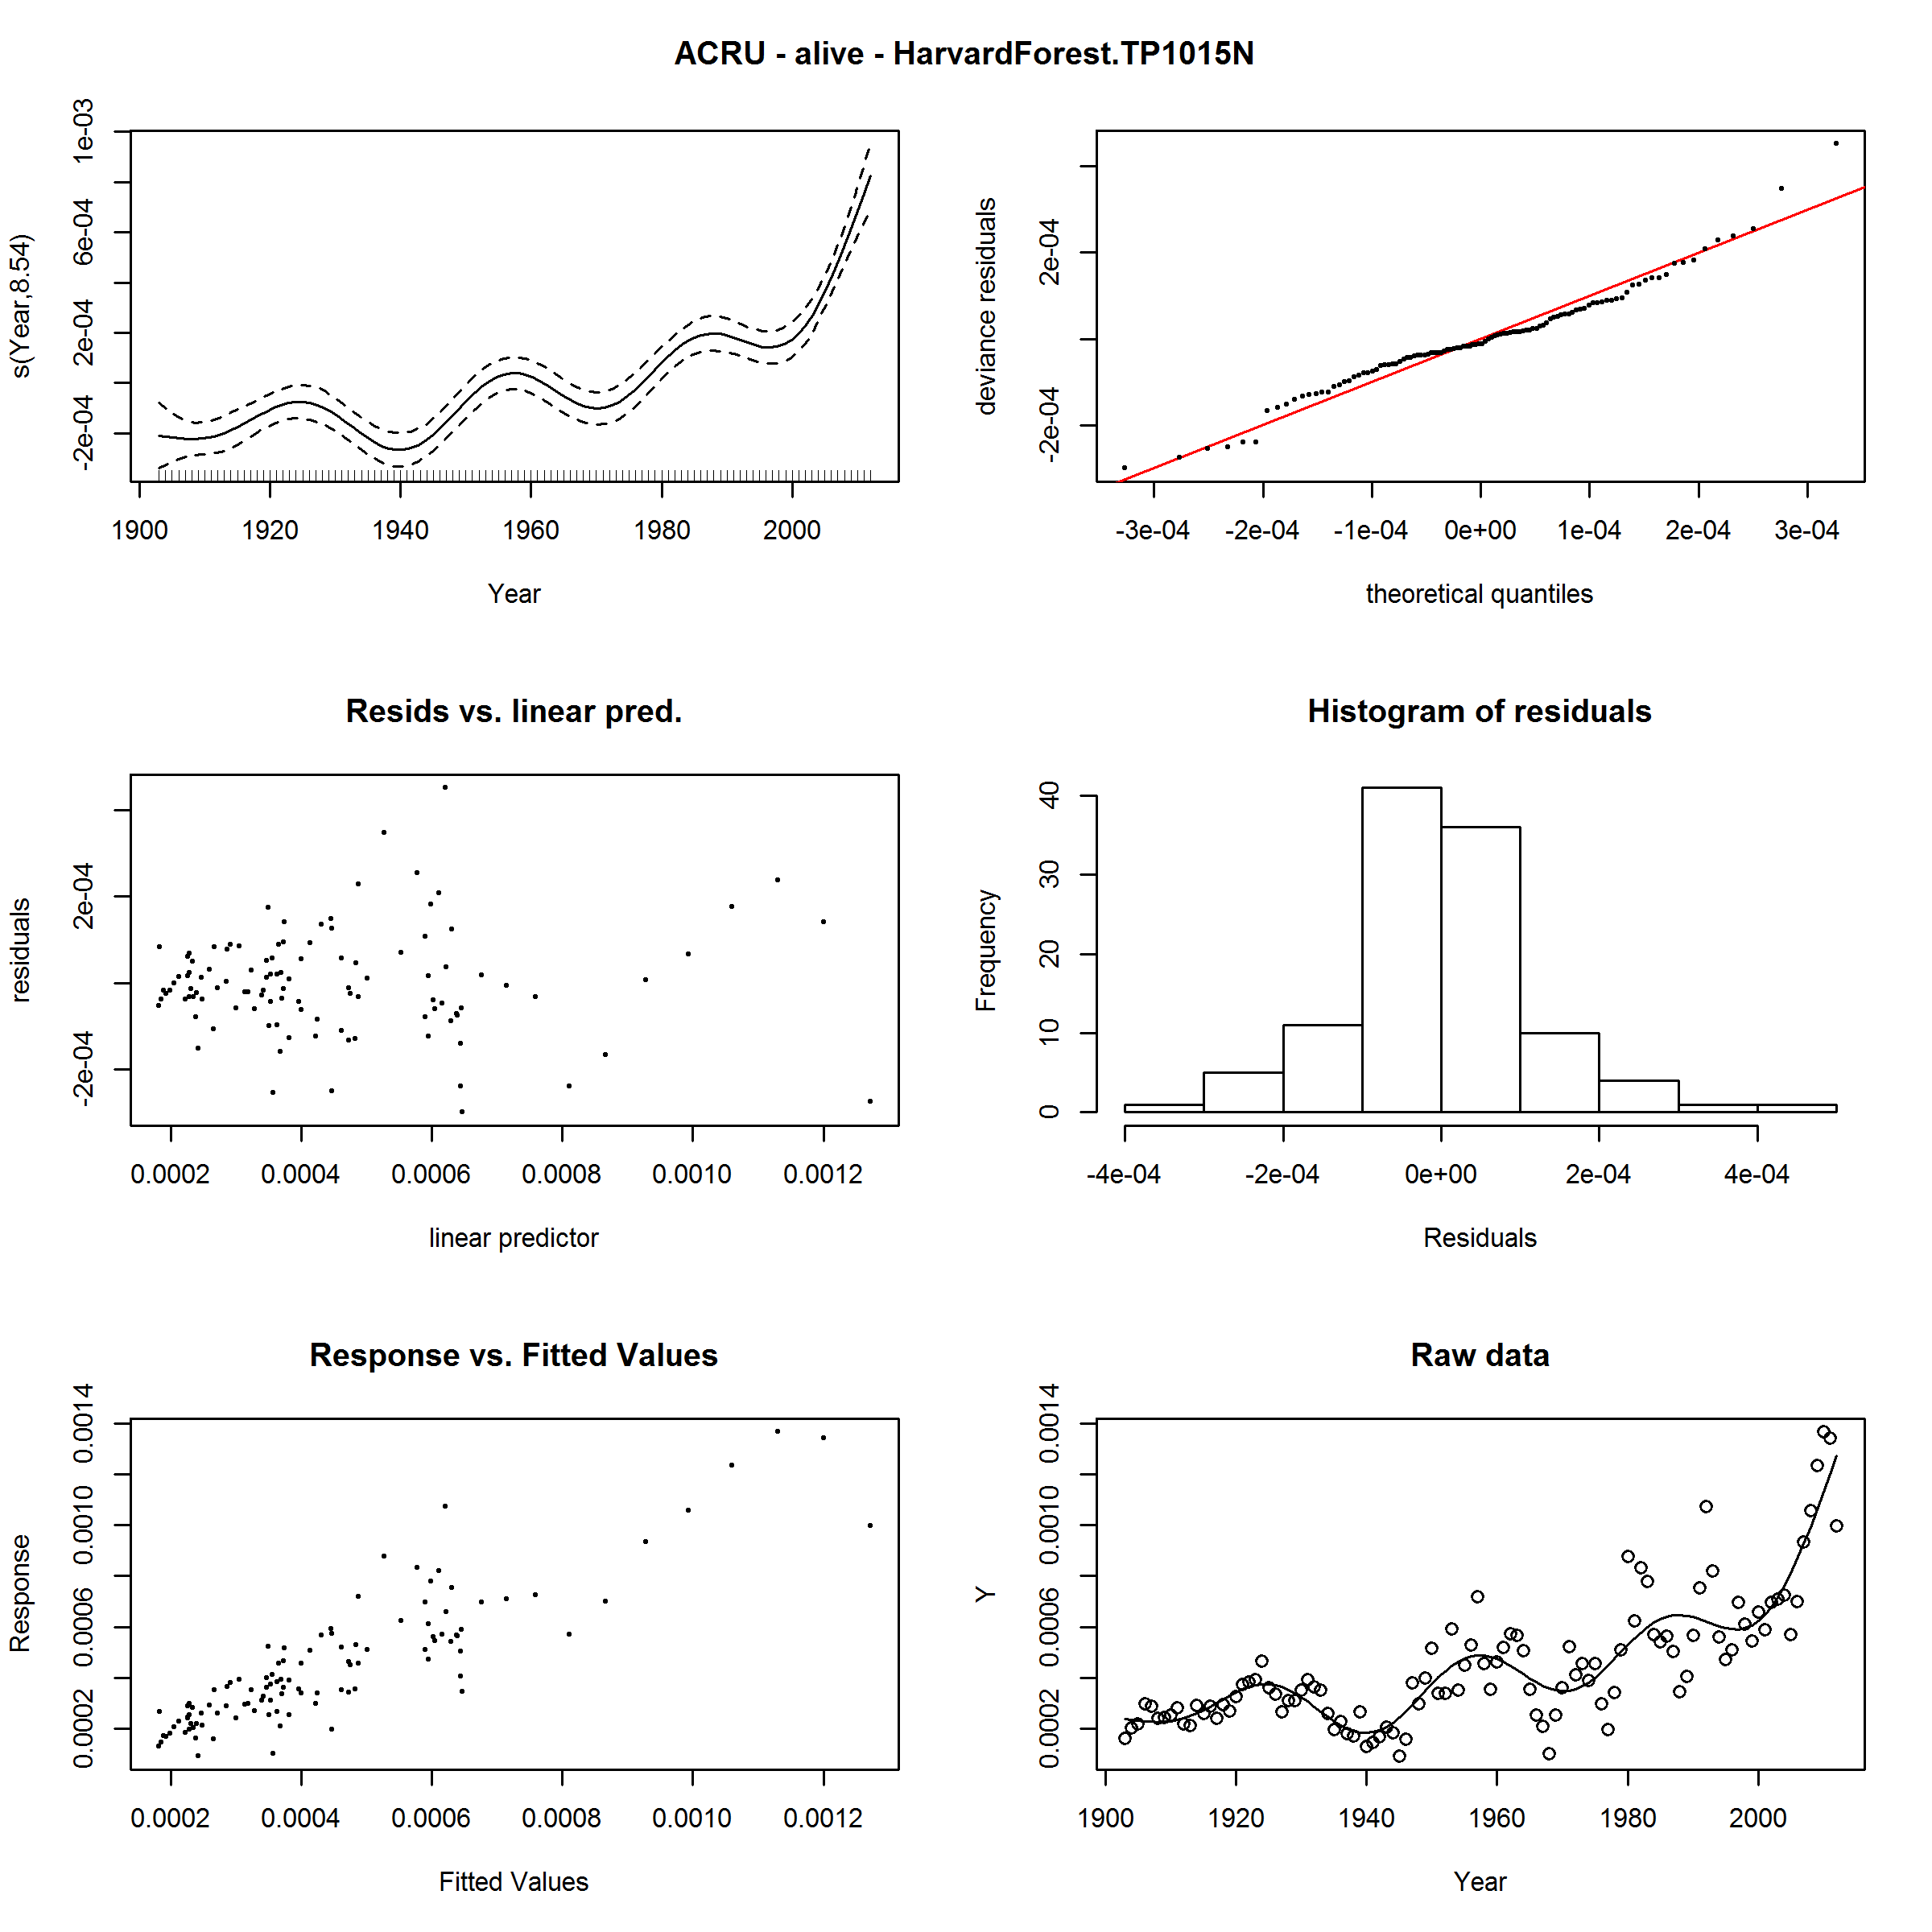 ACRU - alive - HarvardForest.TP1015N
s(Year,8.54)
-2e-04 2e-04 6e-04 1e-03
1900 1920 1940 1960 1980 2000
Year
deviance residuals
-2e-04 2e-04
-3e-04 -2e-04 -1e-04 0e+00 1e-04 2e-04 3e-04
theoretical quantiles
Resids vs. linear pred.
residuals
-2e-04 2e-04
0.0002 0.0004 0.0006 0.0008 0.0010 0.0012
linear predictor
Histogram of residuals
Frequency
0 10 20 30 40
-4e-04 -2e-04 0e+00 2e-04 4e-04
Residuals
Response vs. Fitted Values
Response
0.0002 0.0006 0.0010 0.0014
0.0002 0.0004 0.0006 0.0008 0.0010 0.0012
Fitted Values
Raw data
Y
0.0002 0.0006 0.0010 0.0014
1900 1920 1940 1960 1980 2000
Year